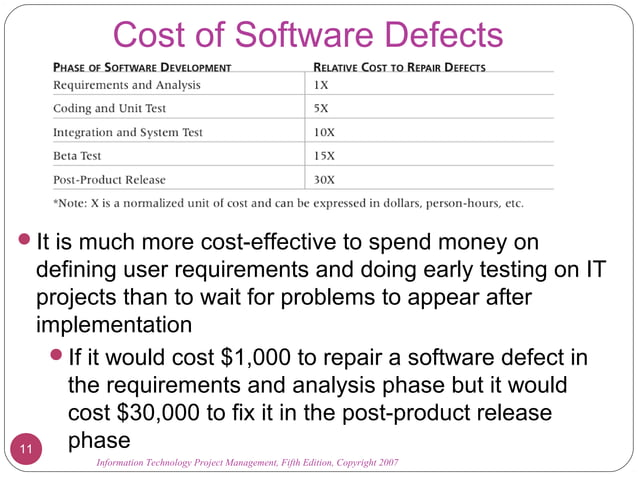 Cost of Software Defects
PHASE OF SOFTWARE DEVELOPMENT RELATIVE COST TO REPAIR DEFECTS
Requirements and Analysis 1X
Coding and Unit Test 5X
Integration and System Test 10X
Beta Test 15X
Post-Product Release 30X
*Note: X is a normalized unit of cost and can be expressed in dollars, person-hours, etc.
It is much more cost-effective to spend money on
defining user requirements and doing early testing on IT
projects than to wait for problems to appear after
implementation
If it would cost $1,000 to repair a software defect in
the requirements and analysis phase but it would
cost $30,000 to fix it in the post-product release
phase
11
Information Technology Project Management, Fifth Edition, Copyright 2007